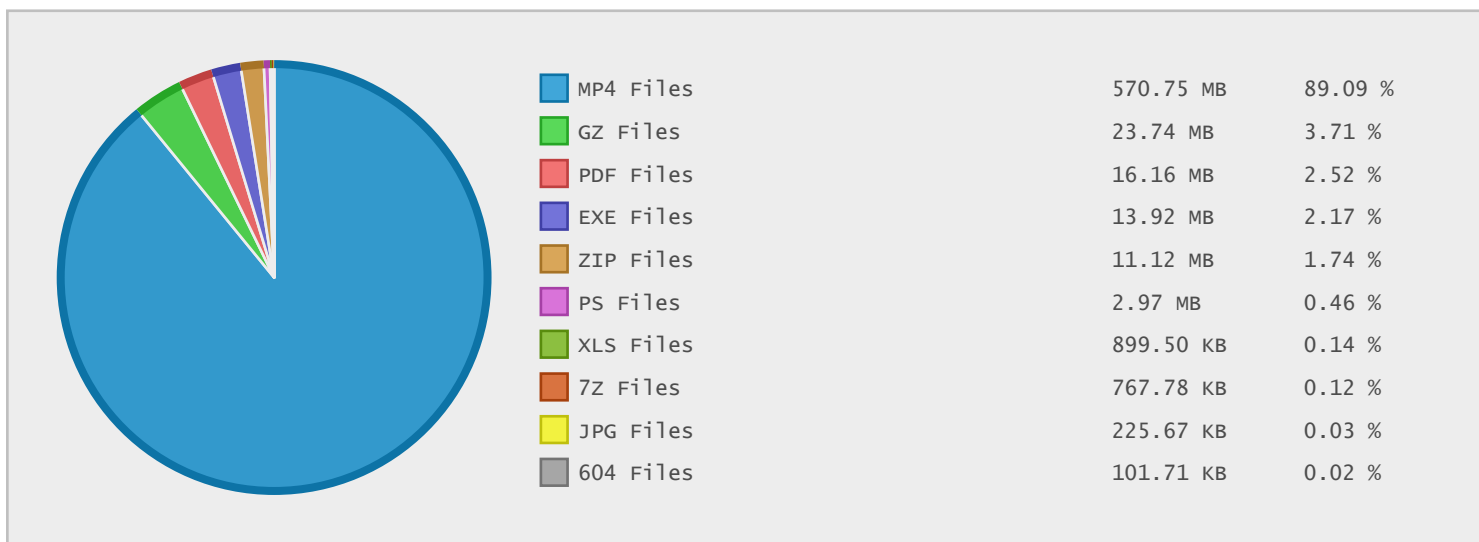 MP4 Files 570.75 MB 89.09 %
GZ Files 23.74 MB 3.71 %
PDF Files 16.16 MB 2.52 %
EXE Files 13.92 MB 2.17 %
ZIP Files 11.12 MB 1.74 %
PS Files 2.97 MB 0.46 %
XLS Files 899.50 KB 0.14 %
7Z Files 767.78 KB 0.12 %
JPG Files 225.67 KB 0.03 %
604 Files 101.71 KB 0.02 %